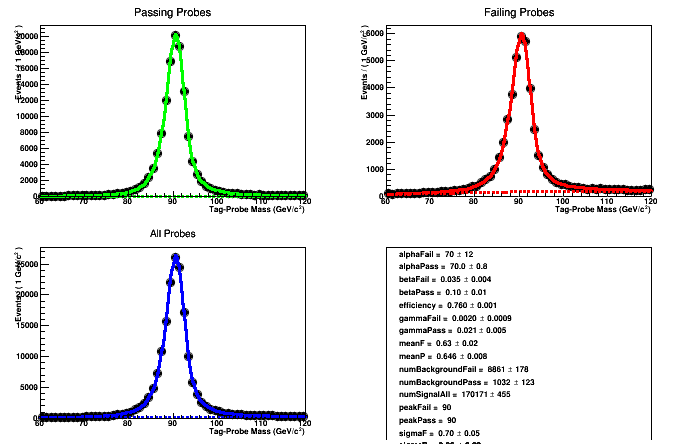 Passing Probes
Events / ( 1 GeV/c²)
20000
18000
16000
14000
12000
10000
8000
6000
4000
2000
0
60
70
80
90
100
110
120
Tag-Probe Mass (GeV/c²)
Failing Probes
Events / ( 1 GeV/c²)
6000
5000
4000
3000
2000
1000
0
60
70
80
90
100
110
120
Tag-Probe Mass (GeV/c²)
All Probes
Events / ( 1 GeV/c²)
25000
20000
15000
10000
5000
0
60
70
80
90
100
110
120
Tag-Probe Mass (GeV/c²)
alphaFail = 70 ± 12
alphaPass = 70.0 ± 0.8
betaFail = 0.035 ± 0.004
betaPass = 0.10 ± 0.01
efficiency = 0.760 ± 0.001
gammaFail = 0.0020 ± 0.0009
gammaPass = 0.021 ± 0.005
meanF = 0.63 ± 0.02
meanP = 0.646 ± 0.008
numBackgroundFail = 8861 ± 178
numBackgroundPass = 1032 ± 123
numSignalAll = 170171 ± 455
peakFail = 90
peakPass = 90
sigmaF = 0.70 ± 0.05